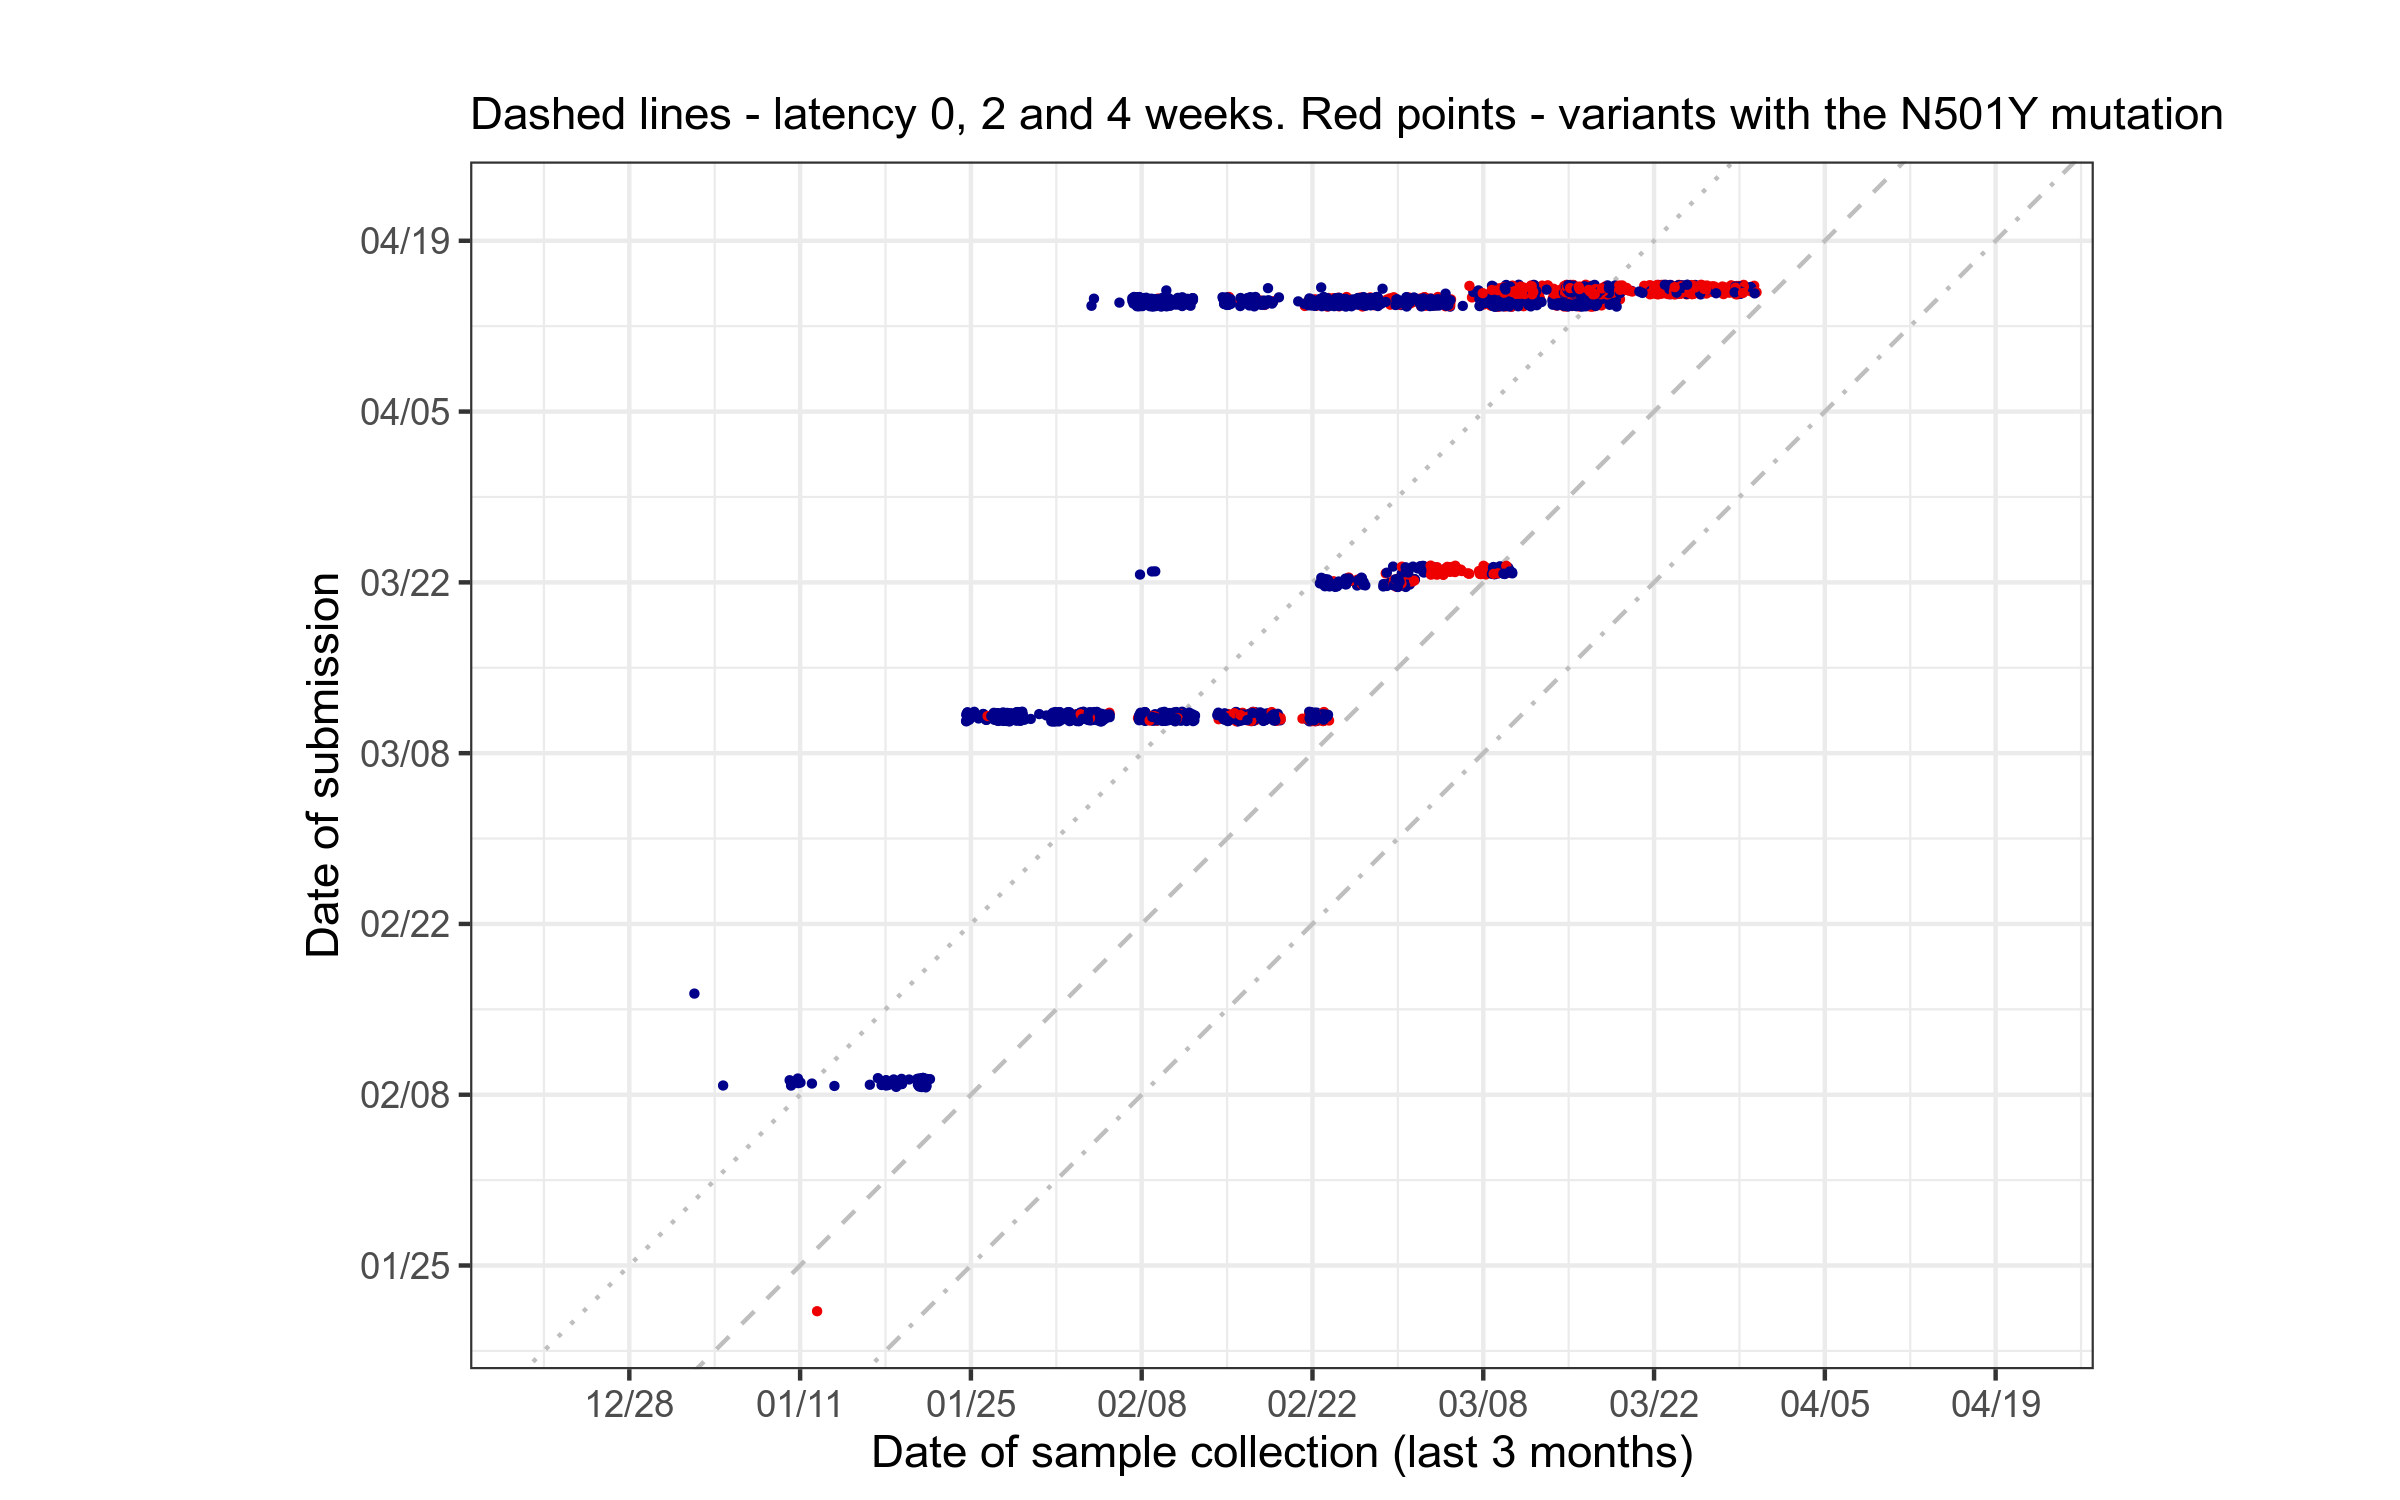 Dashed lines - latency 0, 2 and 4 weeks. Red points - variants with the N501Y mutation
04/19
04/05
03/22
03/08
02/22
02/08
01/25
Date of submission
12/28 01/11 01/25 02/08 02/22 03/08 03/22 04/05 04/19
Date of sample collection (last 3 months)